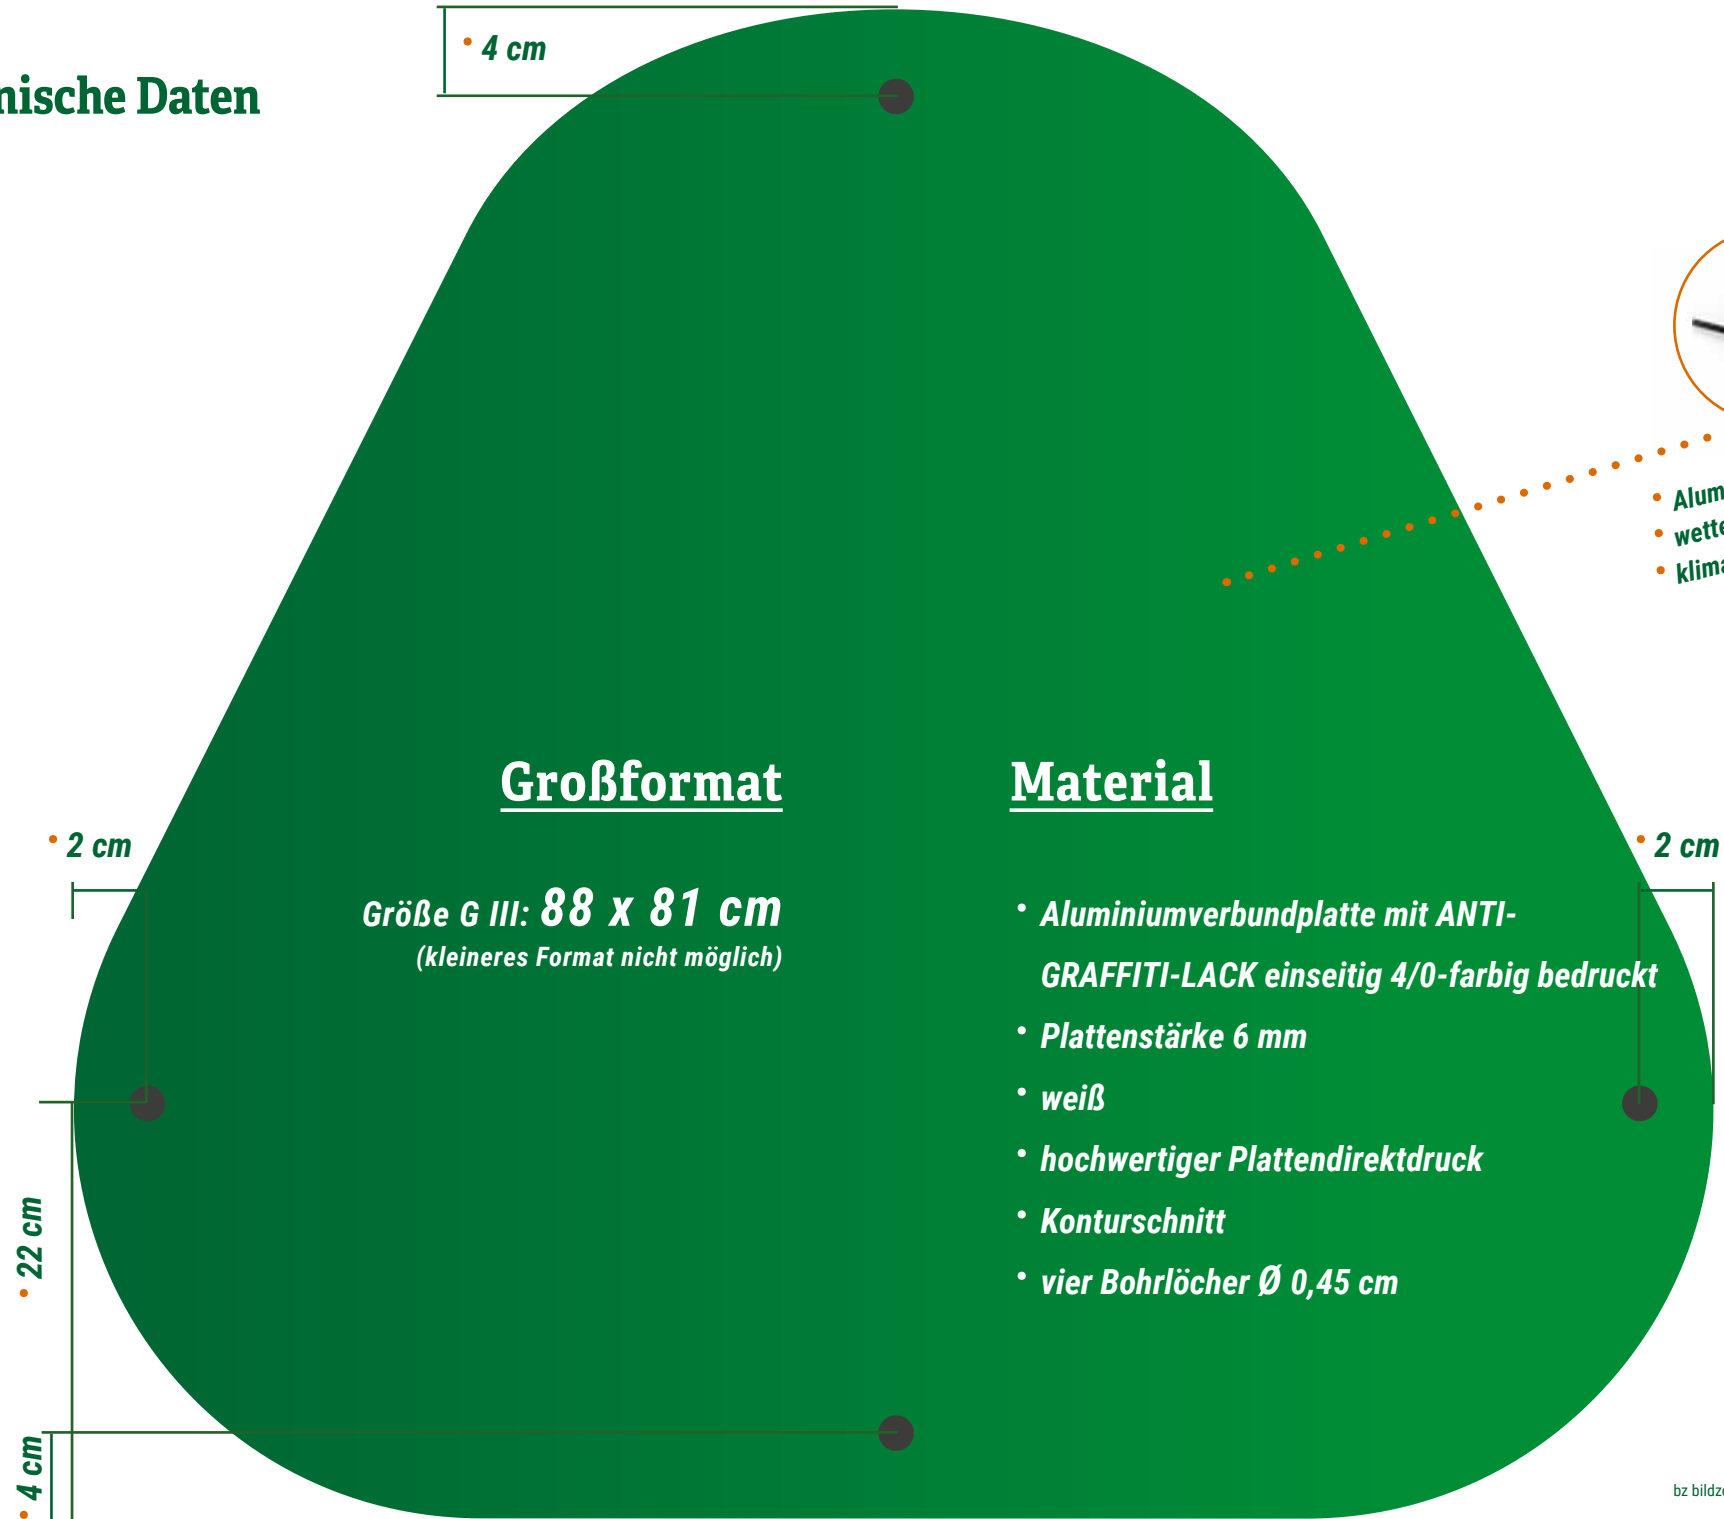 • 4 cm
Daten
Großformat
Material
• 2 cm
• 2 cm
Größe G III: 88 x 81 cm
(kleineres Format nicht möglich)
• Aluminiumverbundplatte mit ANTI-
GRAFFITI-LACK einseitig 4/0-farbig bedruckt
• Plattenstärke 6 mm
• weiß
• hochwertiger Plattendirektdruck
• Konturschnitt
• vier Bohrlöcher Ø 0,45 cm
• 22 cm
• 4 cm
bz